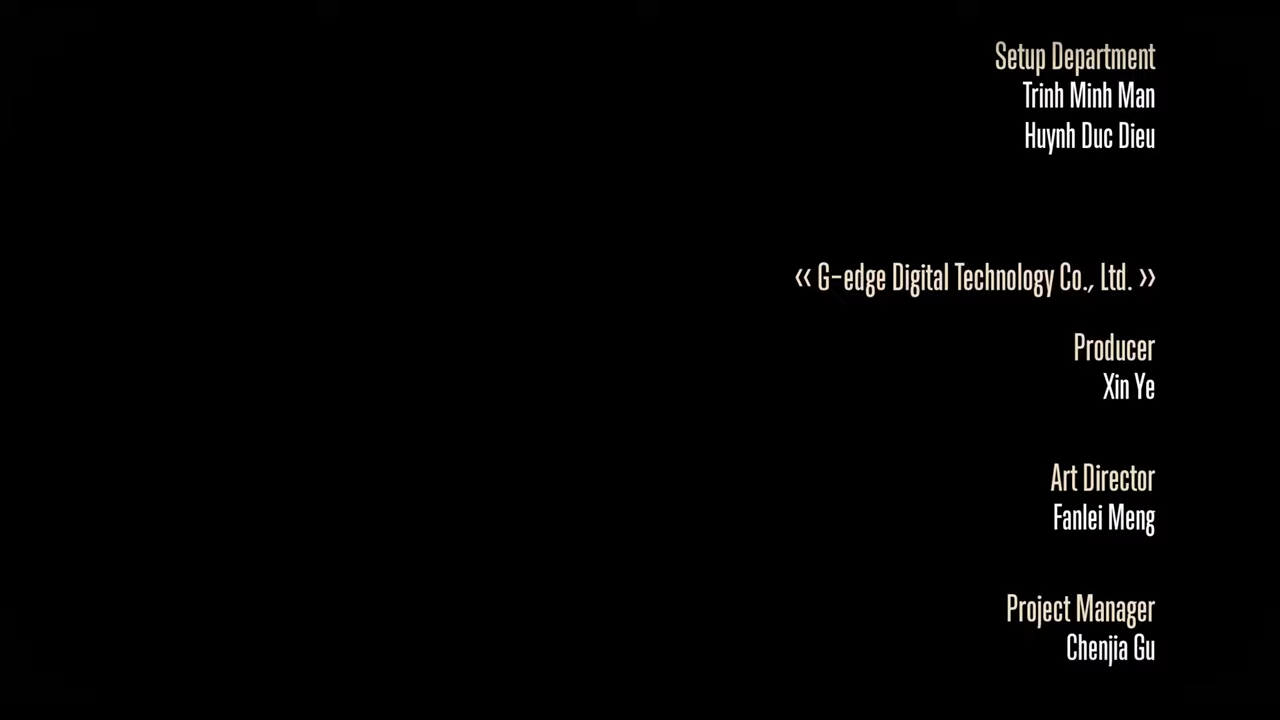 Setup Department
Trinh Minh Man
Huynh Duc Dieu
‹‹ G-edge Digital Technology Co., Ltd. ››
Producer
Xin Ye
Art Director
Fanlei Meng
Project Manager
Chenjia Gu